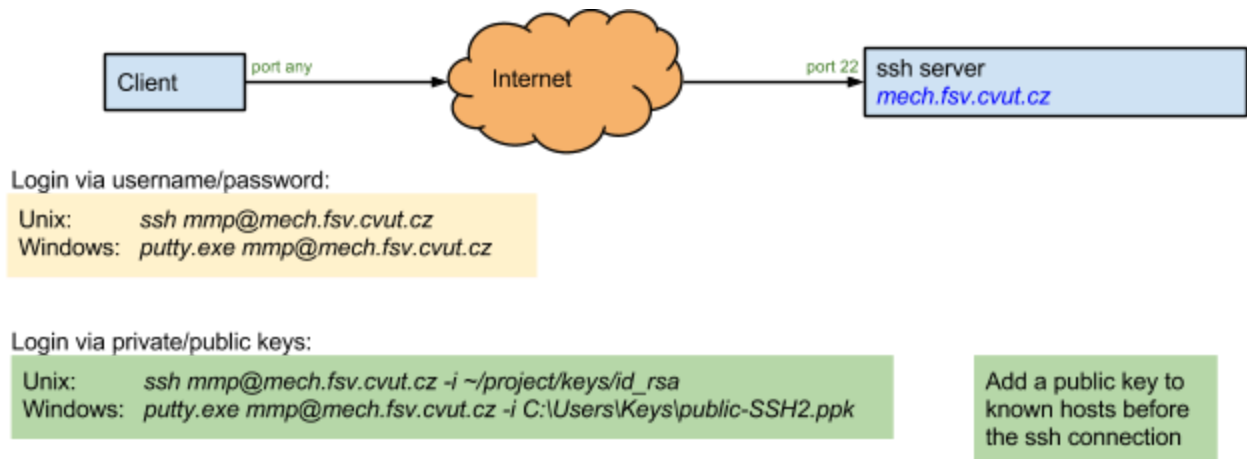 Client
port any
Internet
port 22
ssh server
mech.fsv.cvut.cz
Login via username/password:
Unix: ssh mmp@mech.fsv.cvut.cz
Windows: putty.exe mmp@mech.fsv.cvut.cz
Login via private/public keys:
Unix: ssh mmp@mech.fsv.cvut.cz -i ~/project/keys/id_rsa
Windows: putty.exe mmp@mech.fsv.cvut.cz -i C:\Users\Keys\public-SSH2.ppk
Add a public key to
known hosts before
the ssh connection